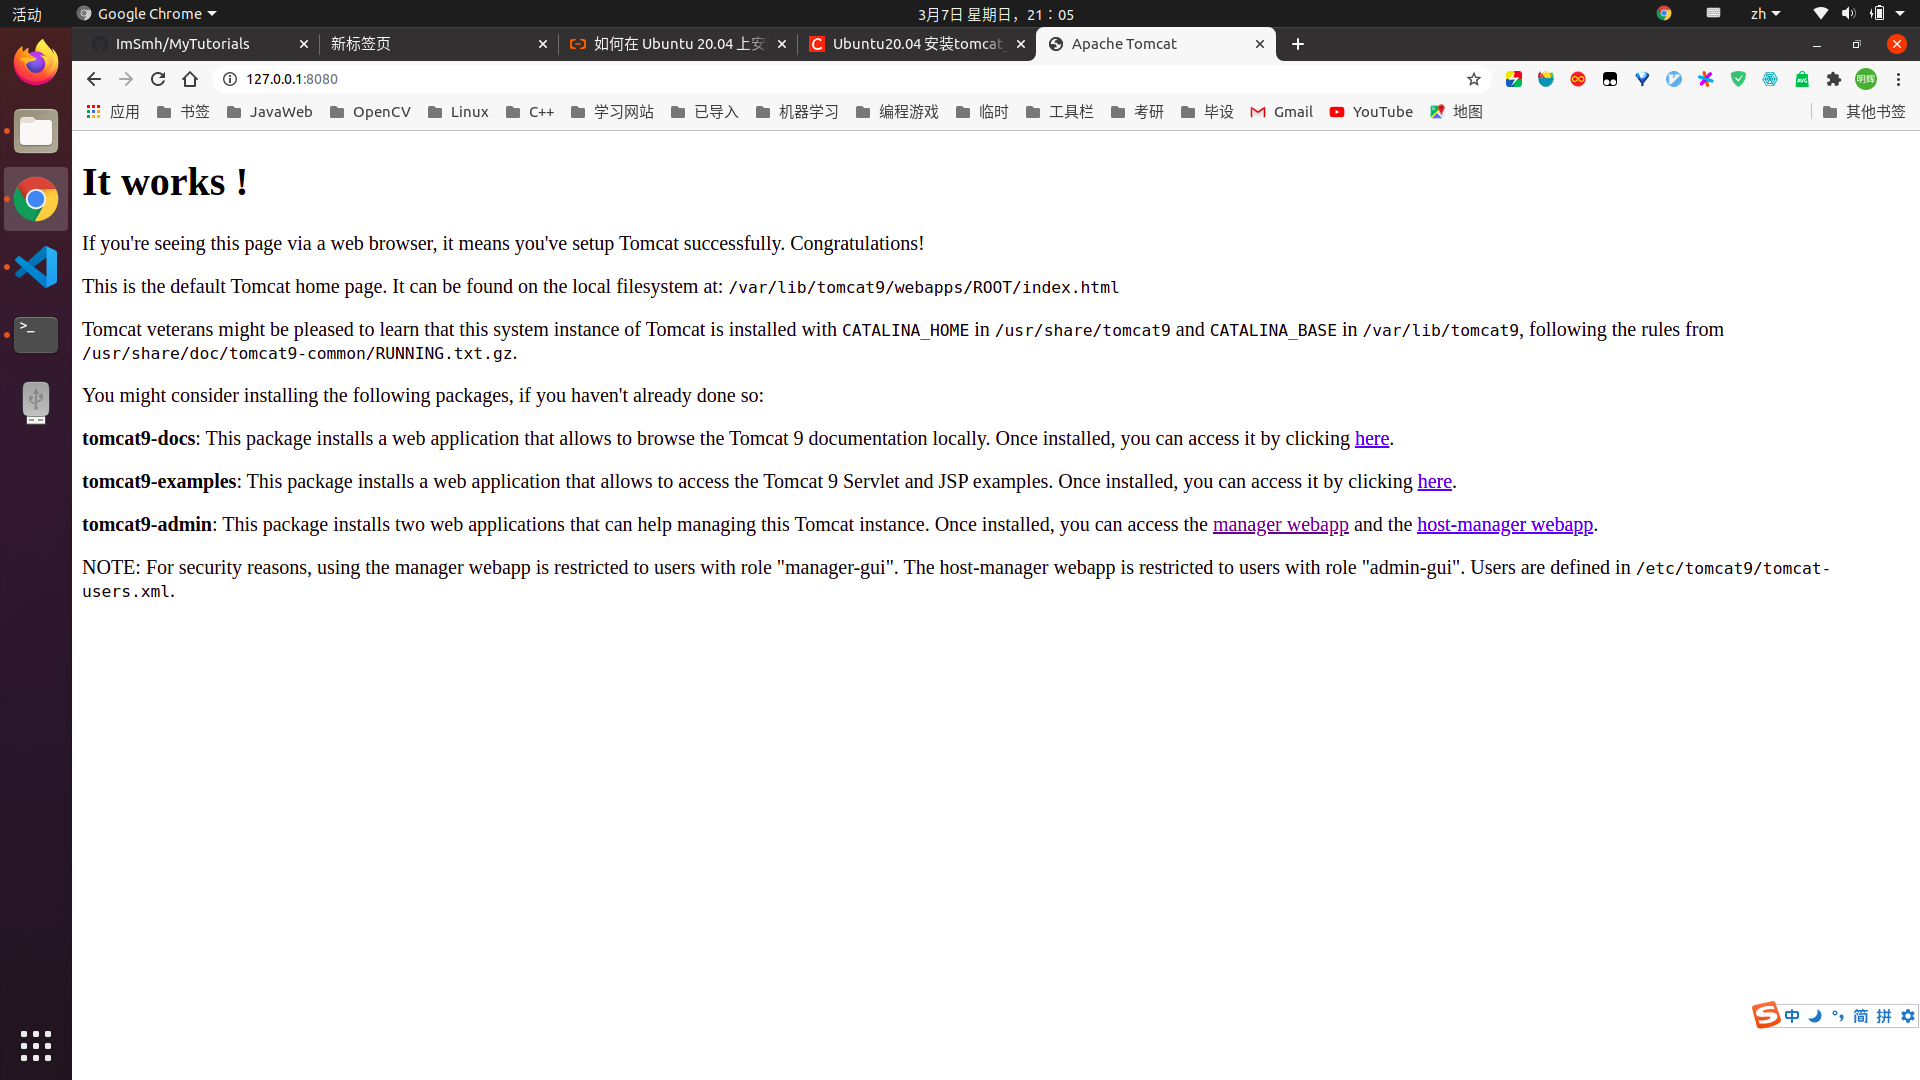 活动
Google Chrome
3月7日 星期日，21：05
zh
ImSmh/MyTutorials
新标签页
如何在 Ubuntu 20.04 上安
Ubuntu20.04 安装tomcat
Apache Tomcat
127.0.0.1:8080
明辉
应用
书签
JavaWeb
OpenCV
Linux
C++
学习网站
已导入
机器学习
编程游戏
临时
工具栏
考研
毕设
Gmail
YouTube
地图
其他书签
It works !
If you're seeing this page via a web browser, it means you've setup Tomcat successfully. Congratulations!
This is the default Tomcat home page. It can be found on the local filesystem at: /var/lib/tomcat9/webapps/ROOT/index.html
Tomcat veterans might be pleased to learn that this system instance of Tomcat is installed with CATALINA_HOME in /usr/share/tomcat9 and CATALINA_BASE in /var/lib/tomcat9, following the rules from
/usr/share/doc/tomcat9-common/RUNNING.txt.gz.
You might consider installing the following packages, if you haven't already done so:
tomcat9-docs: This package installs a web application that allows to browse the Tomcat 9 documentation locally. Once installed, you can access it by clicking here.
tomcat9-examples: This package installs a web application that allows to access the Tomcat 9 Servlet and JSP examples. Once installed, you can access it by clicking here.
tomcat9-admin: This package installs two web applications that can help managing this Tomcat instance. Once installed, you can access the manager webapp and the host-manager webapp.
NOTE: For security reasons, using the manager webapp is restricted to users with role "manager-gui". The host-manager webapp is restricted to users with role "admin-gui". Users are defined in /etc/tomcat9/tomcat-
users.xml.
中 简 拼